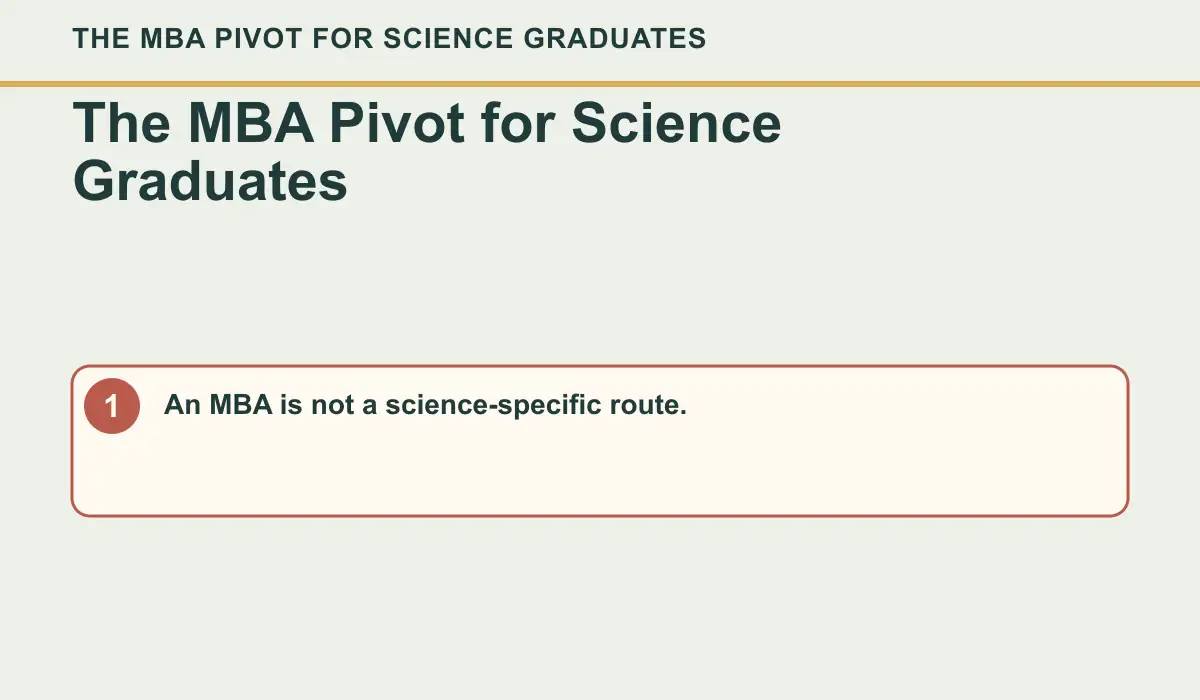 THE MBA PIVOT FOR SCIENCE GRADUATES
The MBA Pivot for Science
Graduates
1
An MBA is not a science-specific route.